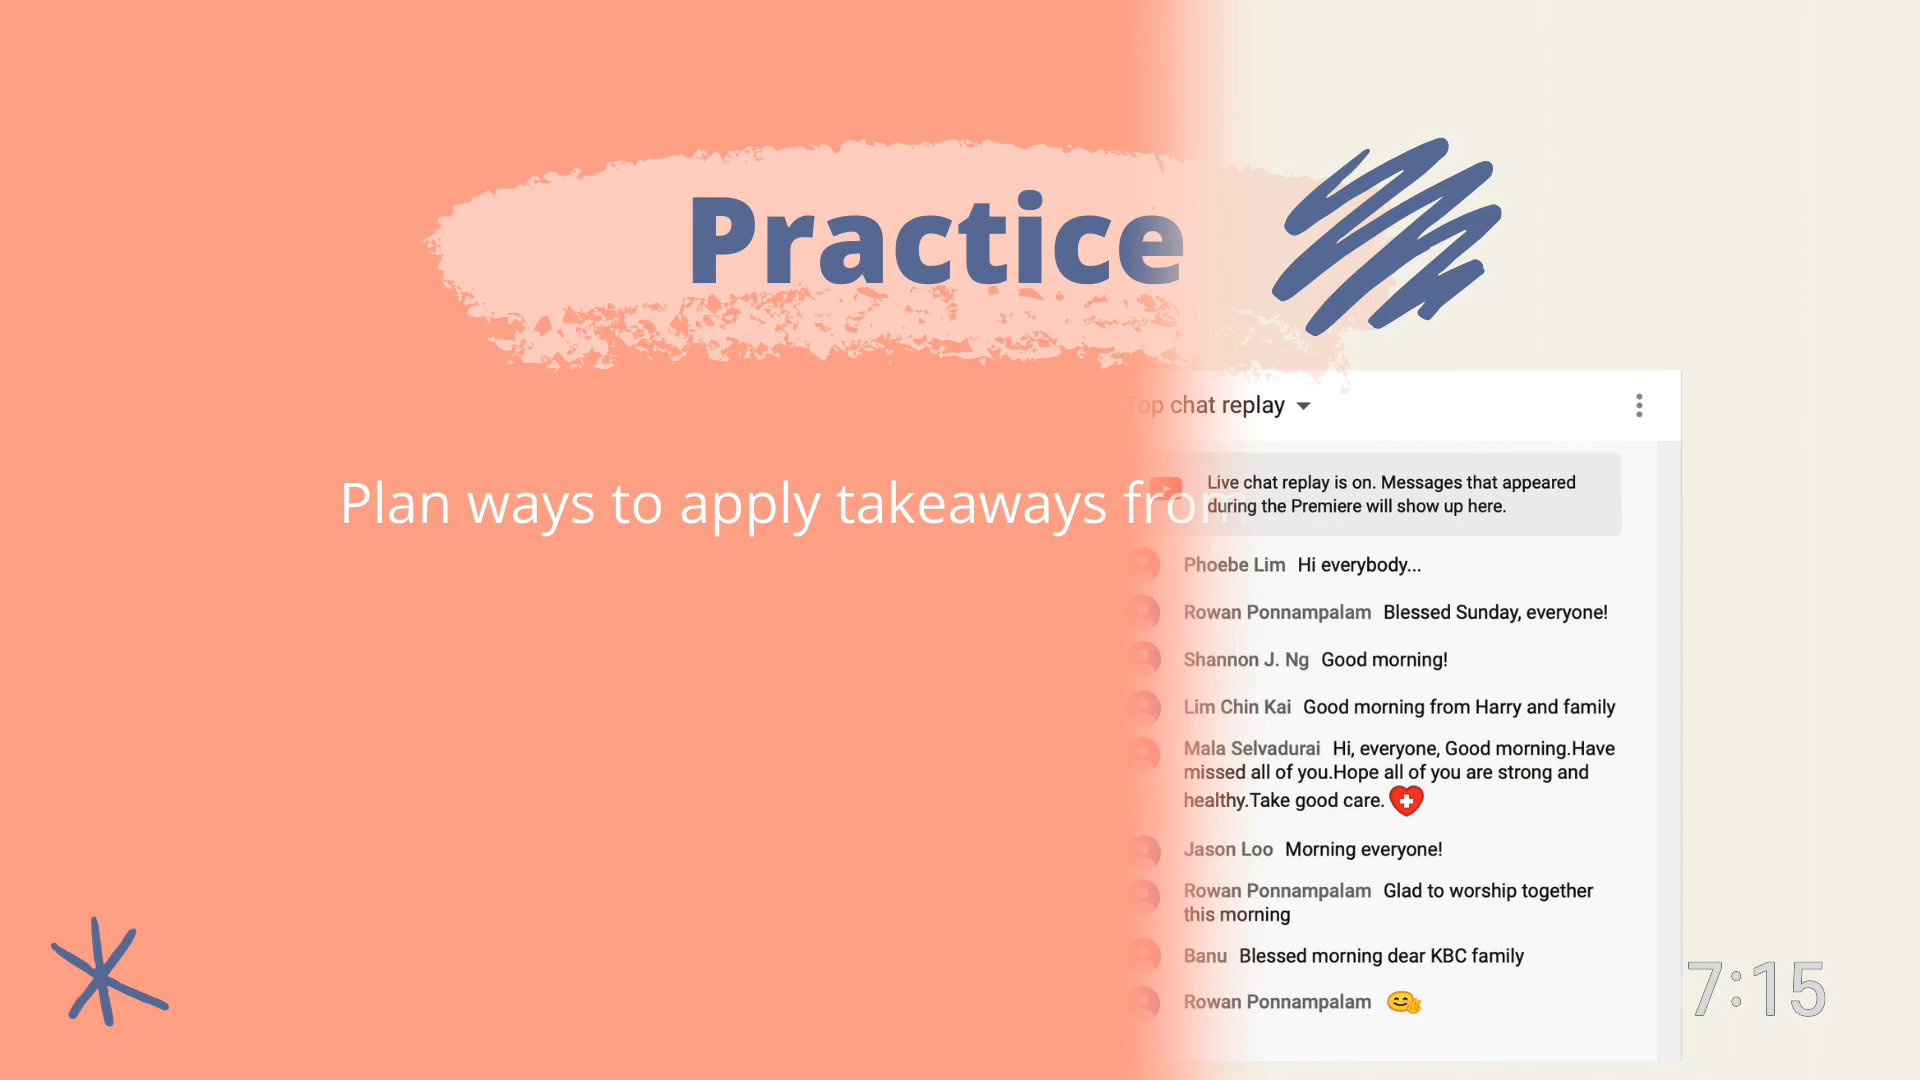 Practice
Plan ways to apply takeaways from
Top chat replay
Live chat replay is on. Messages that appeared
during the Premiere will show up here.
Phoebe Lim Hi everybody...
Rowan Ponnampalam Blessed Sunday, everyone!
Shannon J. Ng Good morning!
Lim Chin Kai Good morning from Harry and family
Mala Selvadurai Hi, everyone, Good morning.Have
missed all of you.Hope all of you are strong and
healthy.Take good care.
Jason Loo Morning everyone!
Rowan Ponnampalam Glad to worship together
this morning
Banu Blessed morning dear KBC family
Rowan Ponnampalam
7:15